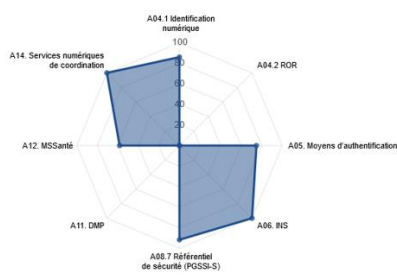 A04.1 Identification
numérique
100
A14. Services numériques
de coordination
80
A04.2 ROR
60
40
20
A12. MSSanté
A05. Moyens d'authentification
A11. DMP
A06. INS
A08.7 Référentiel
de sécurité (PGSSI-S)